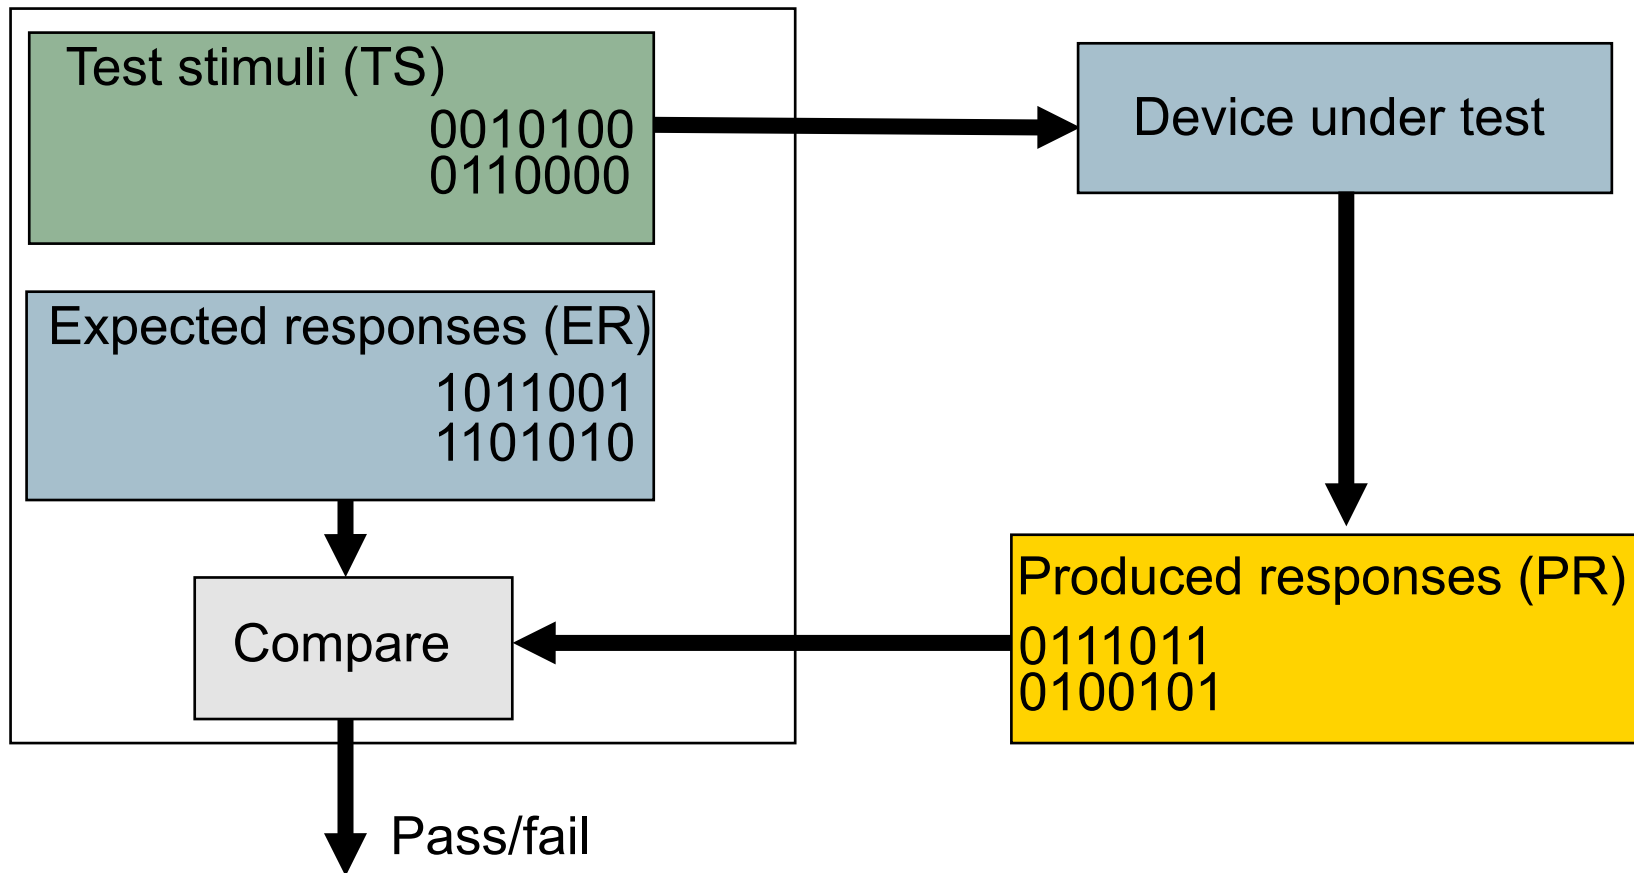 Test stimuli (TS)
0010100
0110000
Device under test
Expected responses (ER)
1011001
1101010
Produced responses (PR)
0111011
0100101
Compare
Pass/fail